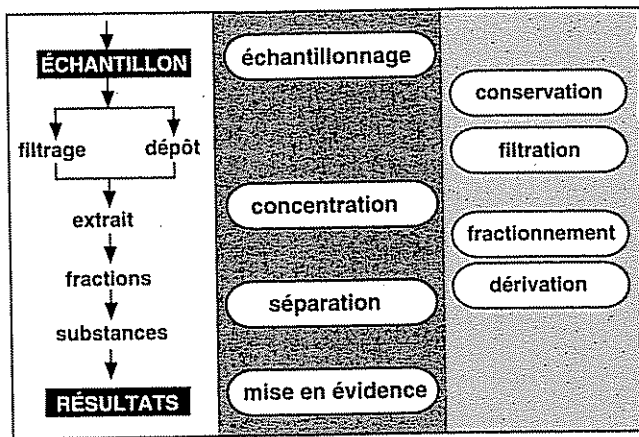 ÉCHANTILLON
filtrage dépôt
extrait
fractions
substances
RÉSULTATS
échantillonnage
concentration
séparation
mise en évidence
conservation
filtration
fractionnement
dérivation